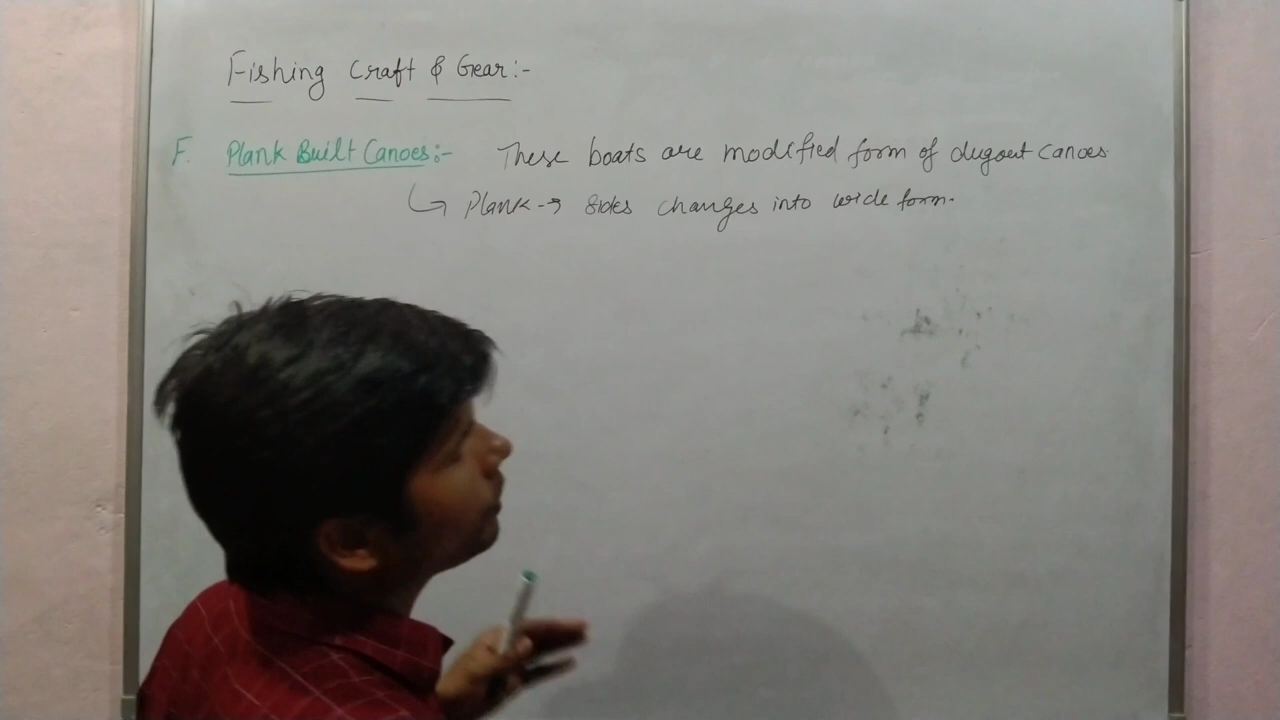 Fishing Craft & Gear:-
F. Plank Built Canoes:- These boats are modified form of dugout canoes.
↳ Plank → sides changes into wide form.